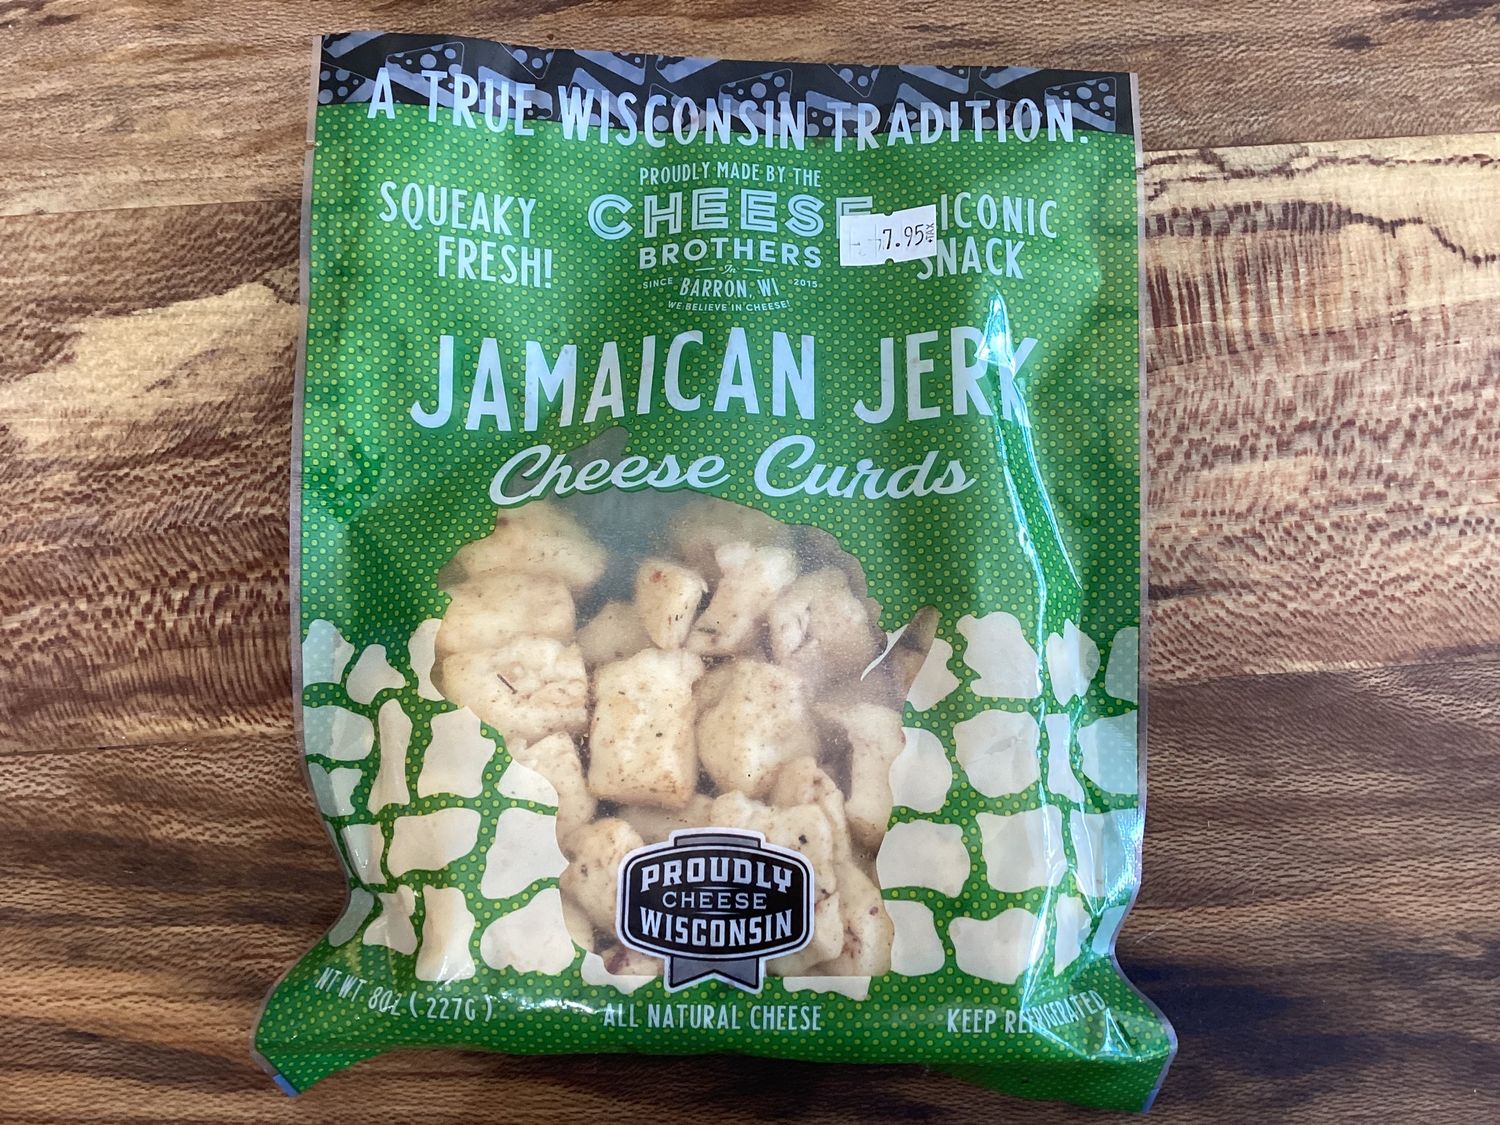 A TRUE WISCONSIN TRADITION.
PROUDLY MADE BY THE
CHEESE
BROTHERS
In
SINCE BARRON, WI 2015
WE BELIEVE IN CHEESE!
SQUEAKY
FRESH!
ICONIC
SNACK
7.95 +TAX
JAMAICAN JERK
Cheese Curds
PROUDLY
CHEESE
WISCONSIN
NT WT 8OZ (227G)
ALL NATURAL CHEESE
KEEP REFRIGERATED